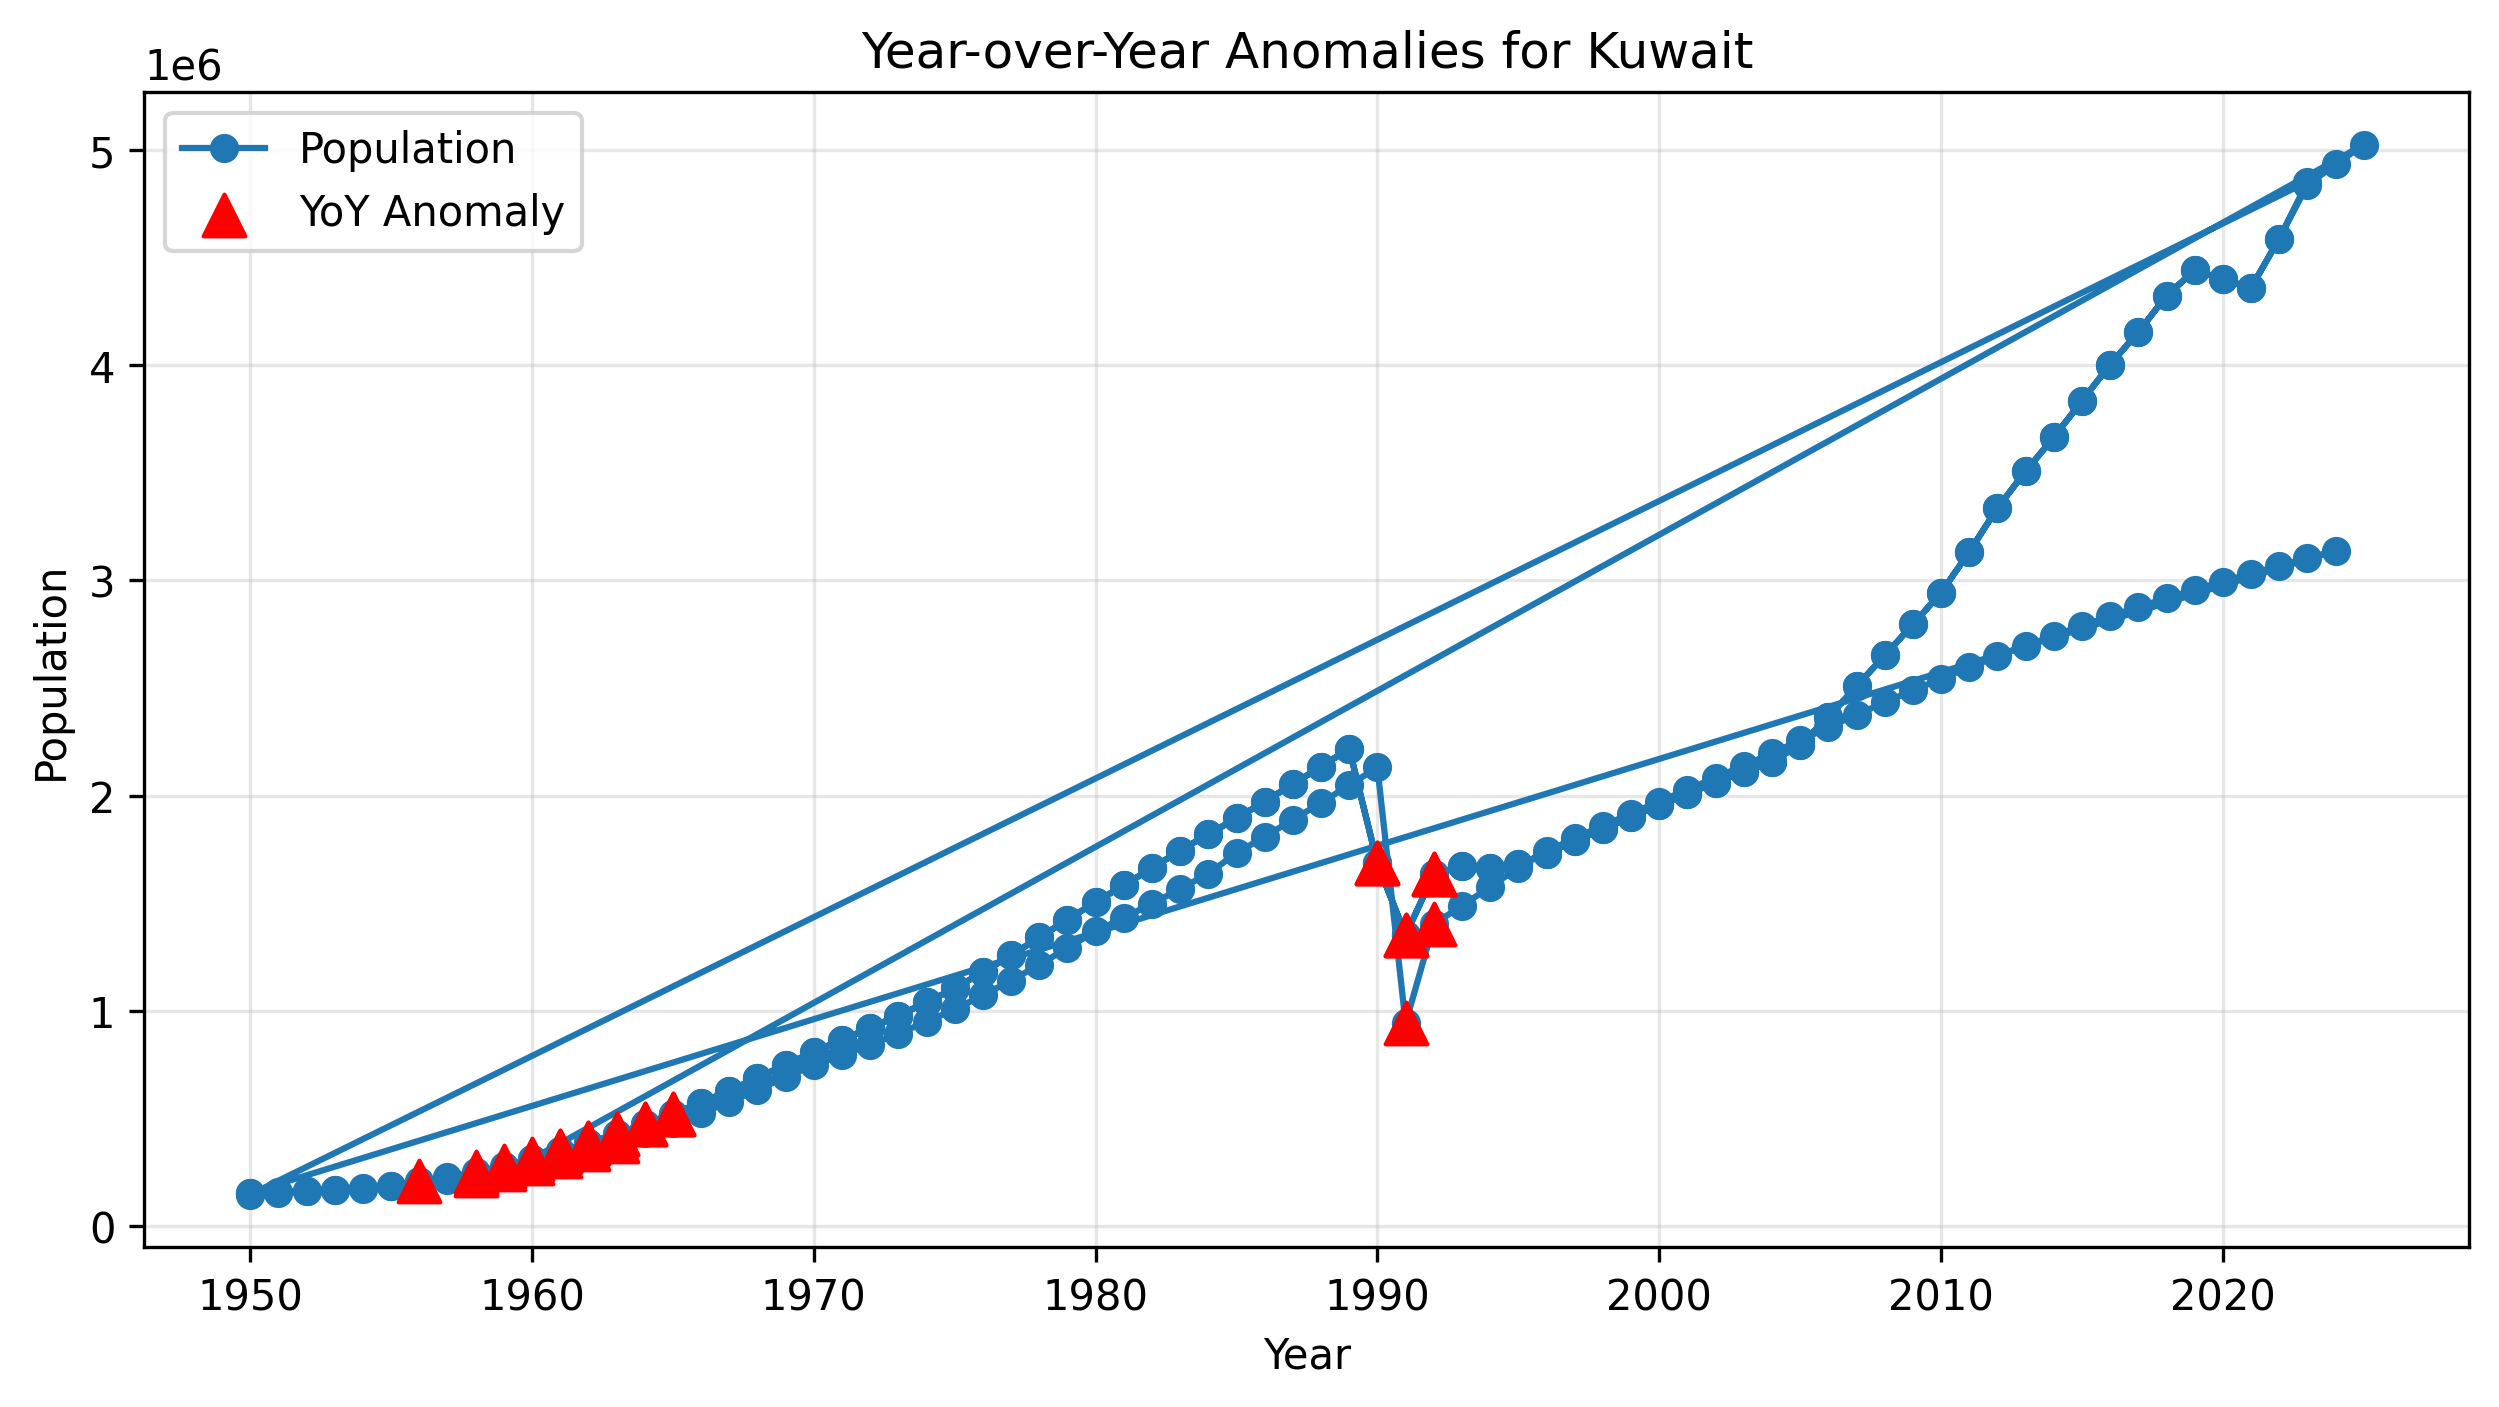 Year-over-Year Anomalies for Kuwait
1e6
Population
YoY Anomaly
5
4
3
2
1
0
Population
1950 1960 1970 1980 1990 2000 2010 2020
Year